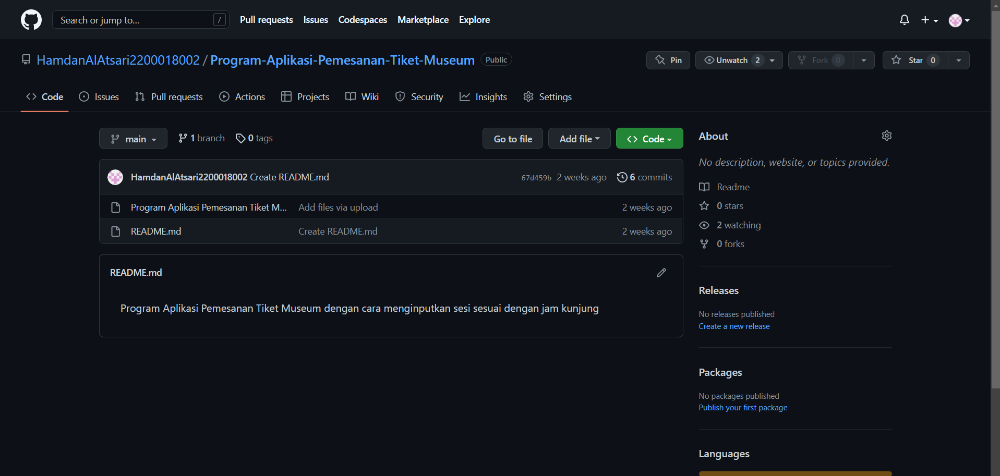 Search or jump to... /
Pull requests Issues Codespaces Marketplace Explore
HamdanAlAtsari2200018002 / Program-Aplikasi-Pemesanan-Tiket-Museum Public
Pin Unwatch 2 Fork 0 Star 0
Code Issues Pull requests Actions Projects Wiki Security Insights Settings
main 1 branch 0 tags Go to file Add file Code
HamdanAlAtsari2200018002 Create README.md 67d459b 2 weeks ago 6 commits
Program Aplikasi Pemesanan Tiket M... Add files via upload 2 weeks ago
README.md Create README.md 2 weeks ago
README.md
Program Aplikasi Pemesanan Tiket Museum dengan cara menginputkan sesi sesuai dengan jam kunjung
About
No description, website, or topics provided.
Readme
0 stars
2 watching
0 forks
Releases
No releases published
Create a new release
Packages
No packages published
Publish your first package
Languages